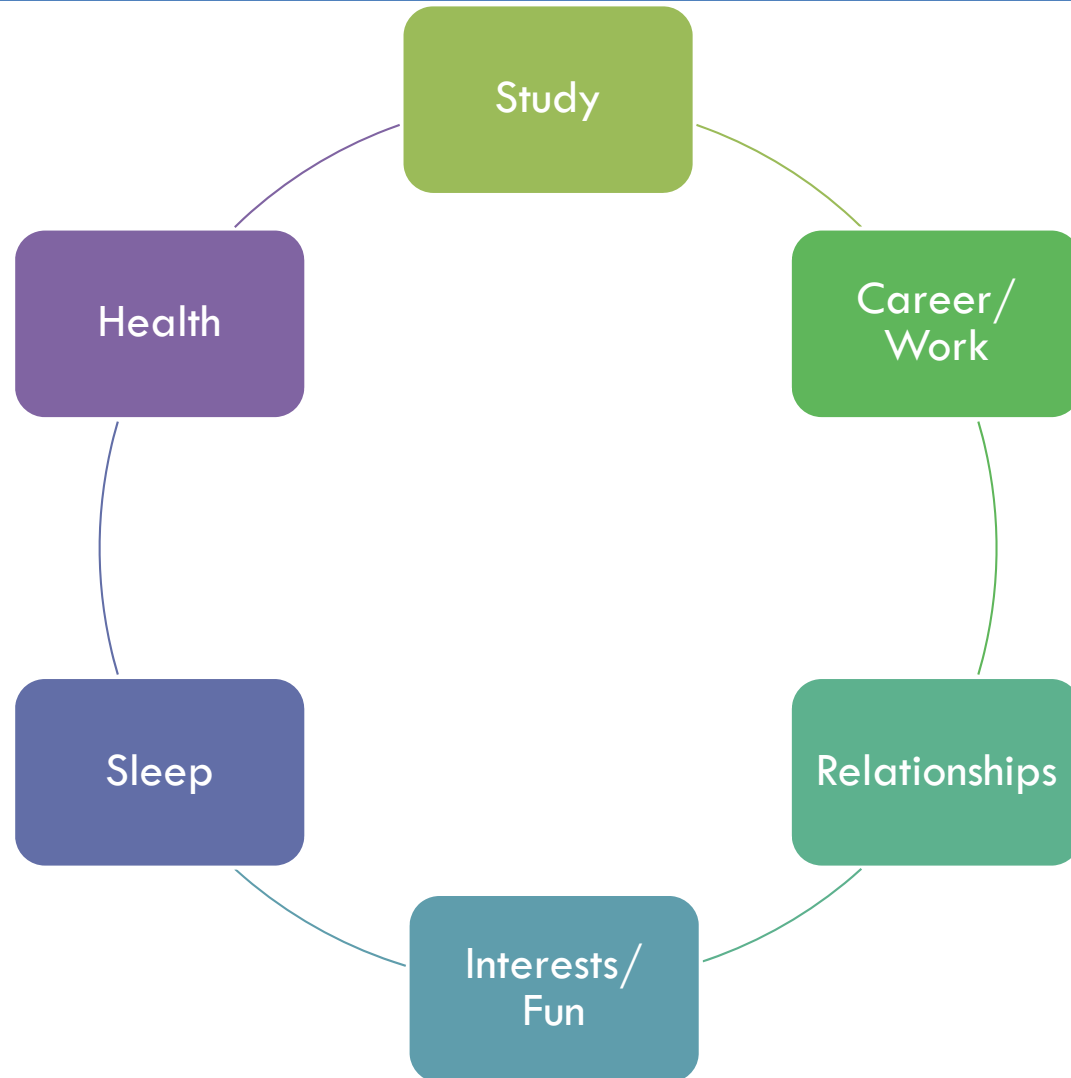 Study
Career/
Work
Relationships
Interests/
Fun
Sleep
Health